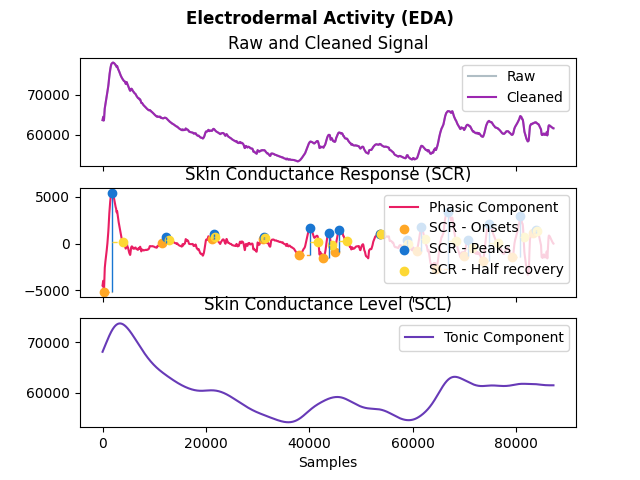 Electrodermal Activity (EDA)
Raw and Cleaned Signal
70000
60000
Raw
Cleaned
Skin Conductance Response (SCR)
5000
0
−5000
Phasic Component
SCR - Onsets
SCR - Peaks
SCR - Half recovery
Skin Conductance Level (SCL)
70000
60000
Tonic Component
0
20000
40000
60000
80000
Samples